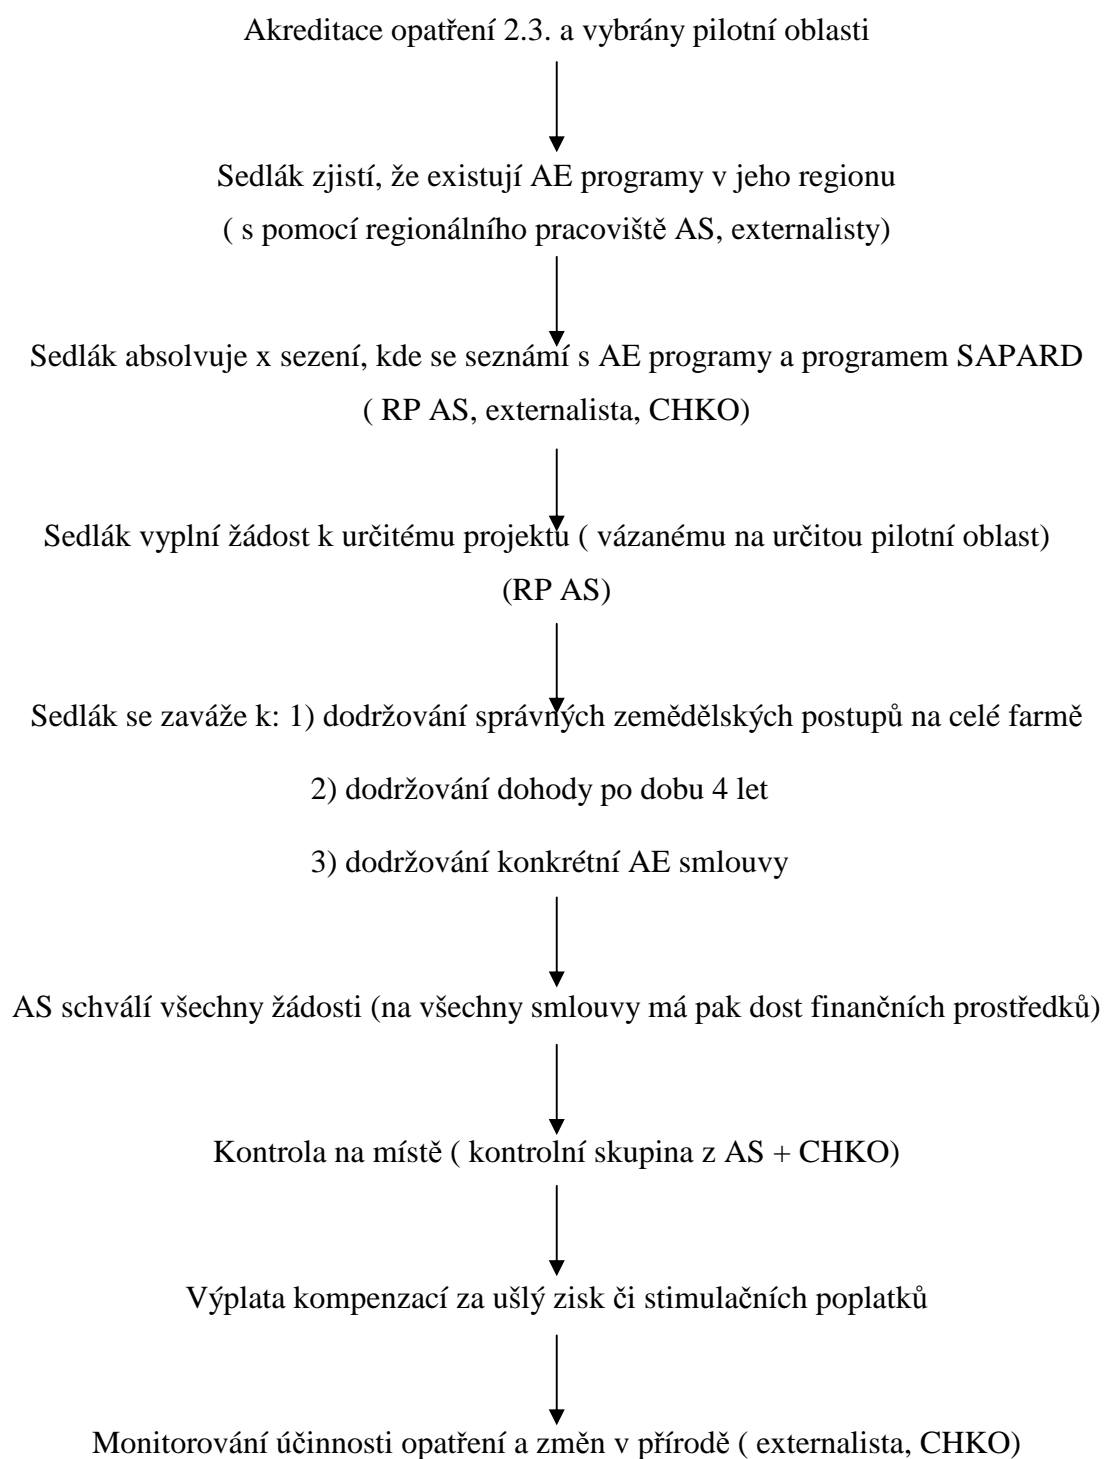 Akreditace opatření 2.3. a vybrány pilotní oblasti
Sedlák zjistí, že existují AE programy v jeho regionu
( s pomocí regionálního pracoviště AS, externalisty)
Sedlák absolvuje x sezení, kde se seznámí s AE programy a programem SAPARD
( RP AS, externalista, CHKO)
Sedlák vyplní žádost k určitému projektu ( vázanému na určitou pilotní oblast)
(RP AS)
Sedlák se zaváže k: 1) dodržování správných zemědělských postupů na celé farmě
2) dodržování dohody po dobu 4 let
3) dodržování konkrétní AE smlouvy
AS schválí všechny žádosti (na všechny smlouvy má pak dost finančních prostředků)
Kontrola na místě ( kontrolní skupina z AS + CHKO)
Výplata kompenzací za ušlý zisk či stimulačních poplatků
Monitorování účinnosti opatření a změn v přírodě ( externalista, CHKO)